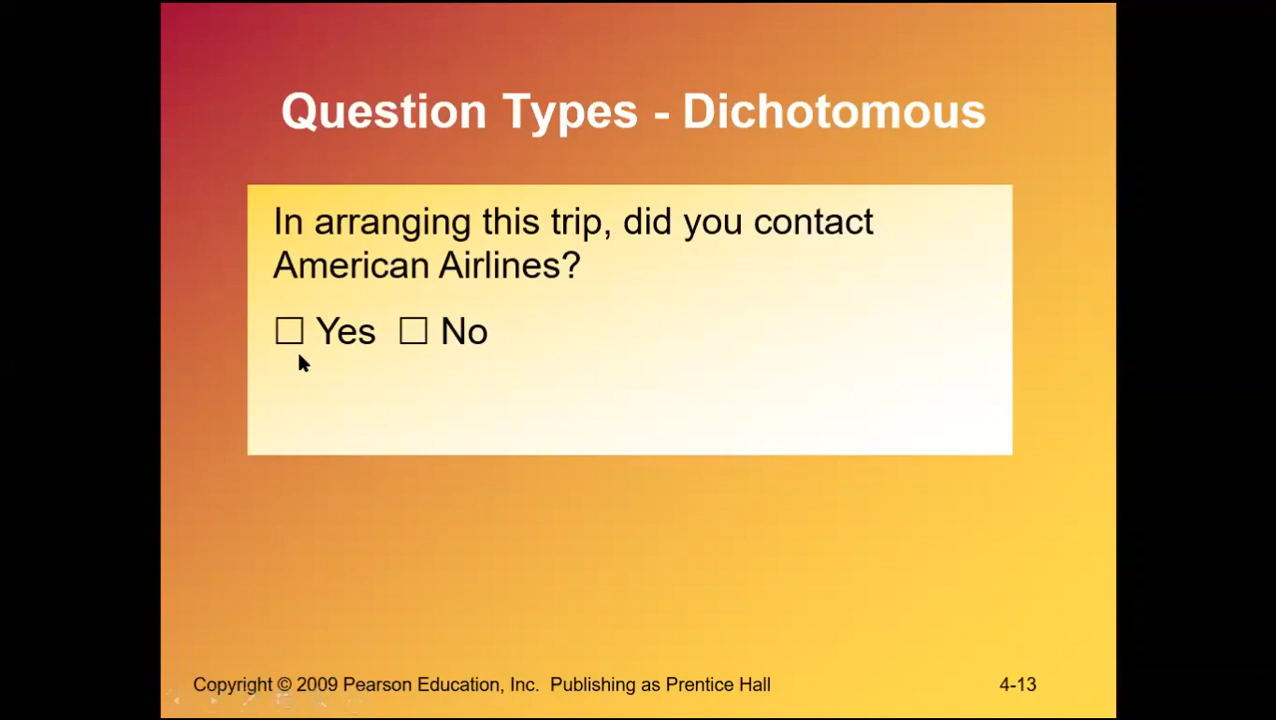 Question Types - Dichotomous
In arranging this trip, did you contact
American Airlines?
☐ Yes ☐ No
Copyright © 2009 Pearson Education, Inc. Publishing as Prentice Hall
4-13